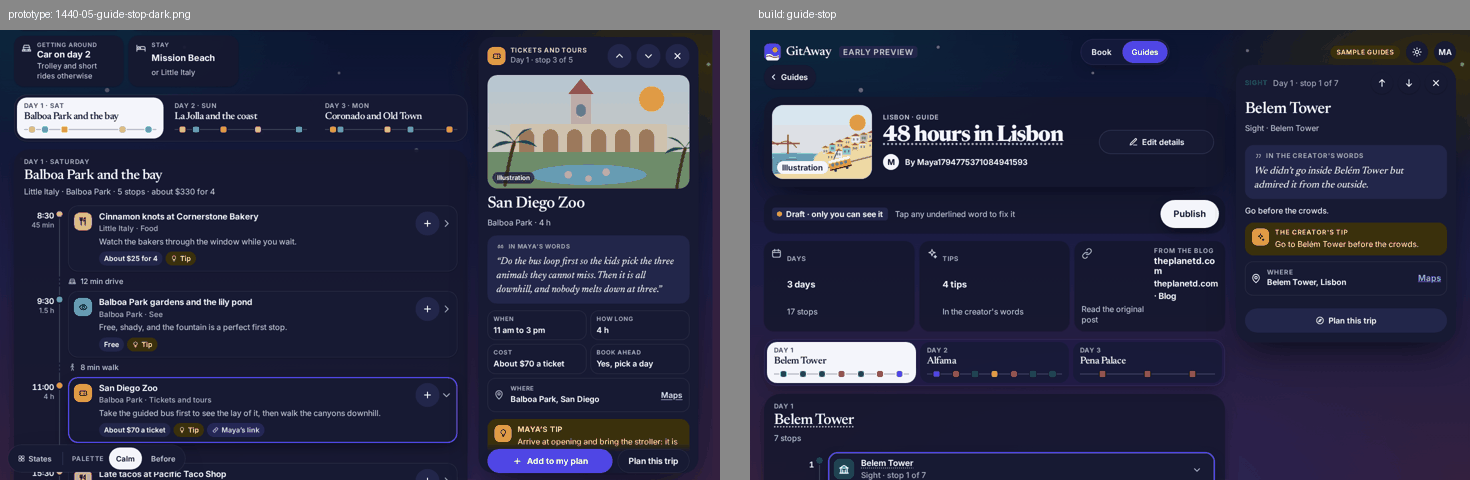 prototype: 1440-05-guide-stop-dark.png
GETTING AROUND
Car on day 2
Trolley and short
rides otherwise
STAY
Mission Beach
or Little Italy
DAY 1 · SAT
Balboa Park and the bay
DAY 2 · SUN
La Jolla and the coast
DAY 3 · MON
Coronado and Old Town
DAY 1 · SATURDAY
Balboa Park and the bay
Little Italy · Balboa Park · 5 stops · about $330 for 4
8:30
45 min
Cinnamon knots at Cornerstone Bakery
Little Italy · Food
Watch the bakers through the window while you wait.
About $25 for 4
Tip
12 min drive
9:30
1.5 h
Balboa Park gardens and the lily pond
Balboa Park · See
Free, shady, and the fountain is a perfect first stop.
Free
Tip
8 min walk
11:00
4 h
San Diego Zoo
Balboa Park · Tickets and tours
Take the guided bus first to see the lay of it, then walk the canyons downhill.
About $70 a ticket
Tip
Maya's link
States
PALETTE
Calm
Before
15:30
Late tacos at Pacific Taco Shop
TICKETS AND TOURS
Day 1 · stop 3 of 5
Illustration
San Diego Zoo
Balboa Park · 4 h
IN MAYA'S WORDS
“Do the bus loop first so the kids pick the three
animals they cannot miss. Then it is all
downhill, and nobody melts down at three.”
WHEN
11 am to 3 pm
HOW LONG
4 h
COST
About $70 a ticket
BOOK AHEAD
Yes, pick a day
WHERE
Balboa Park, San Diego
Maps
MAYA'S TIP
Arrive at opening and bring the stroller: it is
Add to my plan
Plan this trip
build: guide-stop
GitAway
EARLY PREVIEW
Book
Guides
SAMPLE GUIDES
MA
Guides
Illustration
LISBON · GUIDE
48 hours in Lisbon
M
By Maya1794775371084941593
Edit details
Draft · only you can see it
Tap any underlined word to fix it
Publish
DAYS
3 days
17 stops
TIPS
4 tips
In the creator's words
FROM THE BLOG
theplanetd.co
m
theplanetd.com
· Blog
Read the original
post
DAY 1
Belem Tower
DAY 2
Alfama
DAY 3
Pena Palace
DAY 1
Belem Tower
7 stops
1
Belem Tower
Sight · stop 1 of 7
SIGHT
Day 1 · stop 1 of 7
Belem Tower
Sight · Belem Tower
IN THE CREATOR'S WORDS
We didn't go inside Belém Tower but
admired it from the outside.
Go before the crowds.
THE CREATOR'S TIP
Go to Belém Tower before the crowds.
WHERE
Belem Tower, Lisbon
Maps
Plan this trip